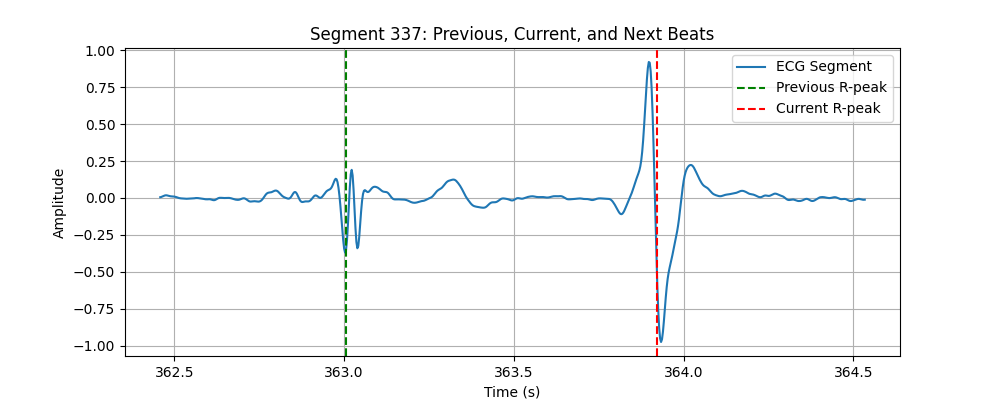 Segment 337: Previous, Current, and Next Beats
1.00
0.75
0.50
0.25
0.00
−0.25
−0.50
−0.75
−1.00
Amplitude
ECG Segment
Previous R-peak
Current R-peak
362.5 363.0 363.5 364.0 364.5
Time (s)